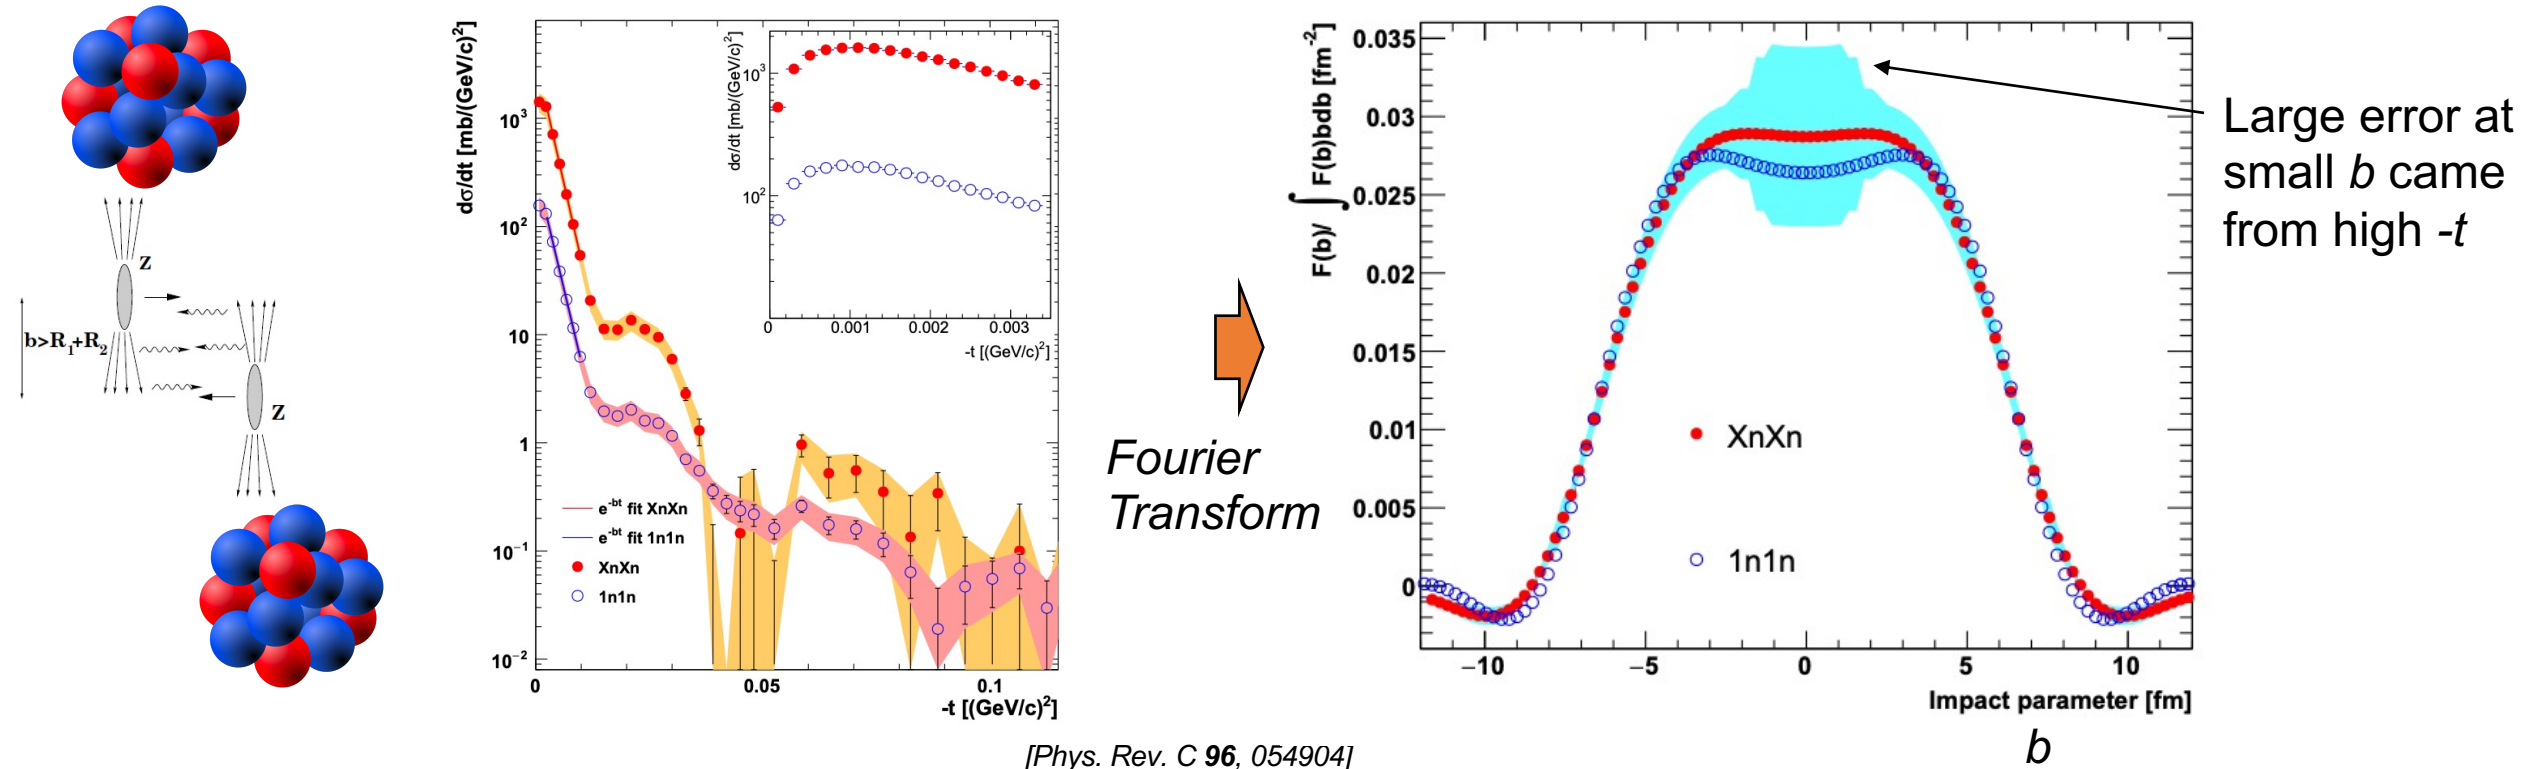 Z
b>R1+R2
Z
dσ/dt [mb/(GeV/c)²]
10³
10²
10
1
10⁻¹
10⁻²
0
0.05
0.1
-t [(GeV/c)²]
e⁻ᵇᵗ fit XnXn
e⁻ᵇᵗ fit 1n1n
XnXn
1n1n
dσ/dt [mb/(GeV/c)²]
10³
10²
0
0.001
0.002
0.003
-t [(GeV/c)²]
Fourier
Transform
F(b)/ ∫ F(b)bdb [fm⁻²]
0.035
0.03
0.025
0.02
0.015
0.01
0.005
0
−10
−5
0
5
10
XnXn
1n1n
Impact parameter [fm]
b
Large error at
small b came
from high -t
[Phys. Rev. C 96, 054904]